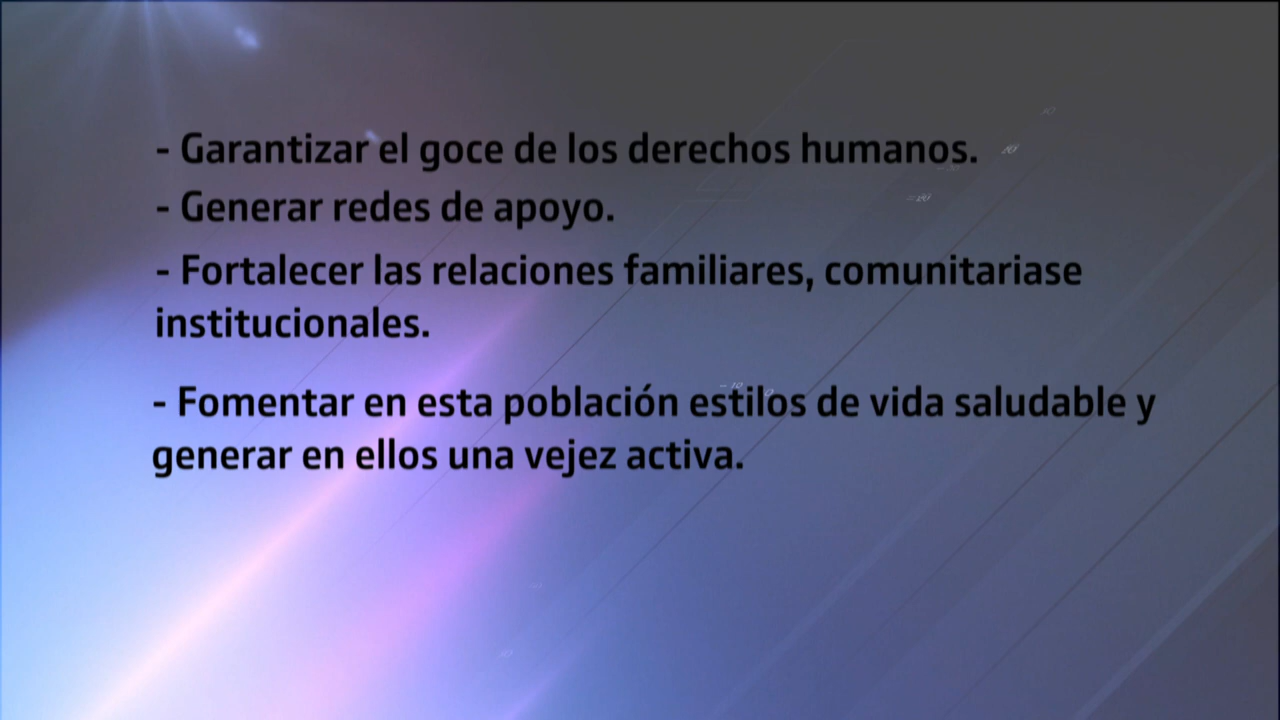 - Garantizar el goce de los derechos humanos.
- Generar redes de apoyo.
- Fortalecer las relaciones familiares, comunitariase
institucionales.
- Fomentar en esta población estilos de vida saludable y
generar en ellos una vejez activa.